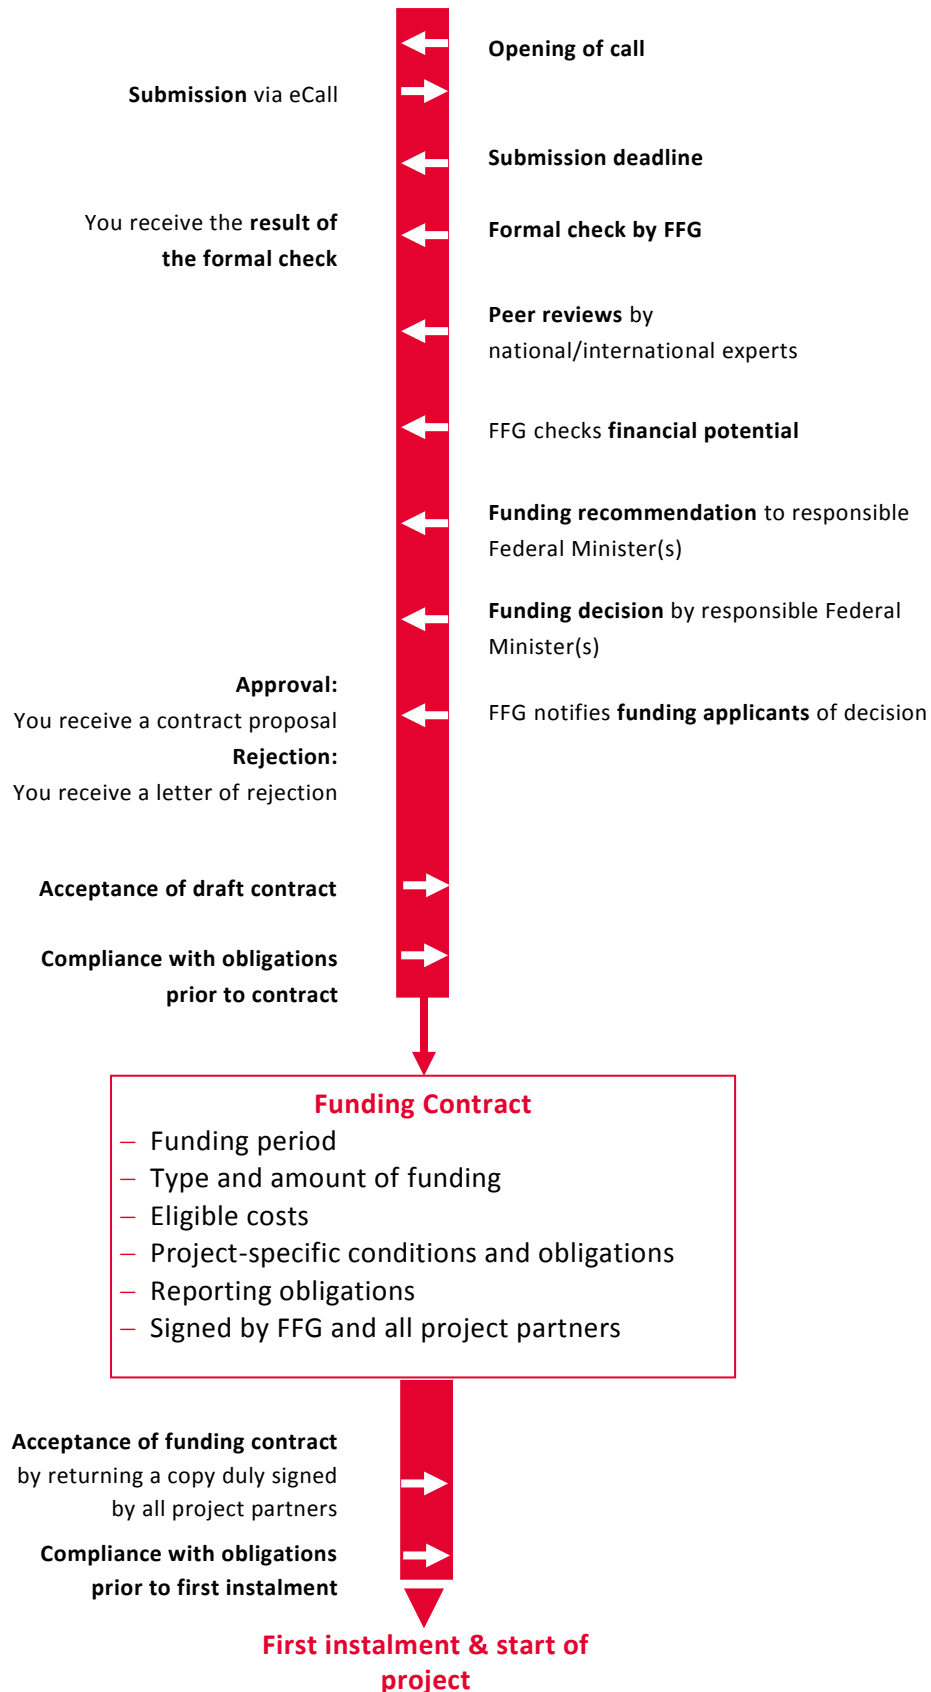 Opening of call
Submission via eCall
Submission deadline
You receive the result of
the formal check
Formal check by FFG
Peer reviews by
national/international experts
FFG checks financial potential
Funding recommendation to responsible
Federal Minister(s)
Funding decision by responsible Federal
Minister(s)
Approval:
You receive a contract proposal
Rejection:
You receive a letter of rejection
FFG notifies funding applicants of decision
Acceptance of draft contract
Compliance with obligations
prior to contract
Funding Contract
– Funding period
– Type and amount of funding
– Eligible costs
– Project-specific conditions and obligations
– Reporting obligations
– Signed by FFG and all project partners
Acceptance of funding contract
by returning a copy duly signed
by all project partners
Compliance with obligations
prior to first instalment
First instalment & start of
project